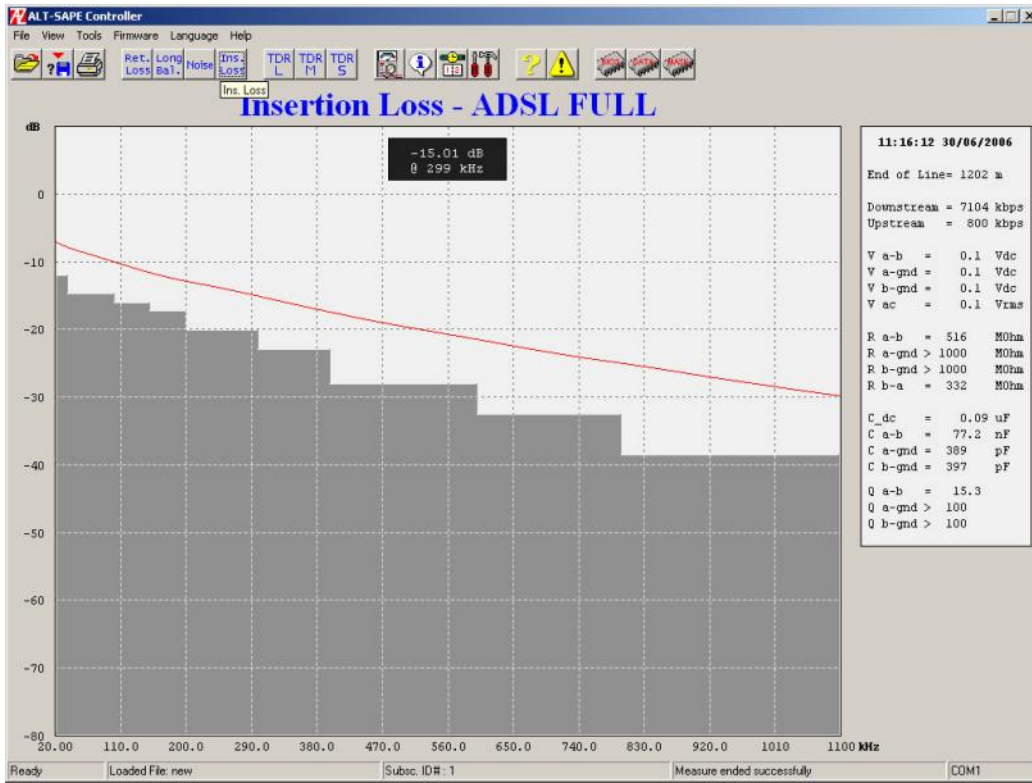 ALT-SAPE Controller
File View Tools Firmware Language Help
Ret. Loss
Long Bal.
Noise
Ins. Loss
TDR L
TDR M
TDR S
BIOS
DATA
MASK
Ins. Loss
Insertion Loss - ADSL FULL
dB
-15.01 dB
@ 299 kHz
0
-10
-20
-30
-40
-50
-60
-70
-80
20.00 110.0 200.0 290.0 380.0 470.0 560.0 650.0 740.0 830.0 920.0 1010 1100 kHz
11:16:12 30/06/2006
End of Line= 1202 m
Downstream = 7104 kbps
Upstream = 800 kbps
V a-b = 0.1 Vdc
V a-gnd = 0.1 Vdc
V b-gnd = 0.1 Vdc
V ac = 0.1 Vrms
R a-b = 516 MOhm
R a-gnd > 1000 MOhm
R b-gnd > 1000 MOhm
R b-a = 332 MOhm
C_dc = 0.09 uF
C a-b = 77.2 nF
C a-gnd = 389 pF
C b-gnd = 397 pF
Q a-b = 15.3
Q a-gnd > 100
Q b-gnd > 100
Ready
Loaded File: new
Subsc. ID# : 1
Measure ended successfully
COM1